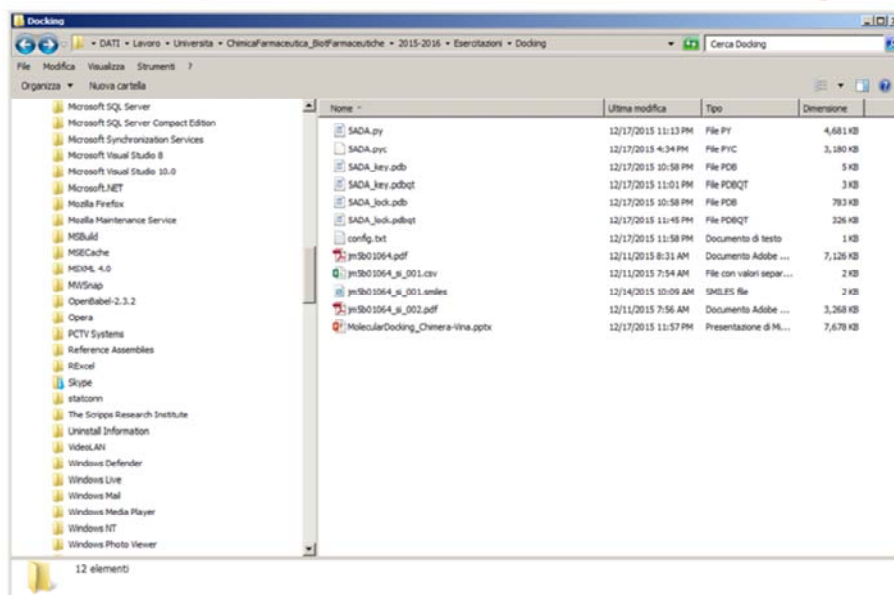 Docking
DATI • Lavoro • Universita • ChimicaFarmaceutica_BiotFarmaceutiche • 2015-2016 • Esercitazioni • Docking
Cerca Docking
File Modifica Visualizza Strumenti ?
Organizza Nuova cartella
Nome Ultima modifica Tipo Dimensione
Microsoft SQL Server
Microsoft SQL Server Compact Edition
Microsoft Synchronization Services
Microsoft Visual Studio 8
Microsoft Visual Studio 10.0
Microsoft.NET
Mozilla Firefox
Mozilla Maintenance Service
MSBuild
MSECache
MSXML 4.0
MWSnap
OpenBabel-2.3.2
Opera
PCTV Systems
Reference Assemblies
RExcel
Skype
statconn
The Scripps Research Institute
Uninstall Information
VideoLAN
Windows Defender
Windows Live
Windows Mail
Windows Media Player
Windows NT
Windows Photo Viewer
5ADA.py 12/17/2015 11:13 PM File PY 4,681 KB
5ADA.pyc 12/17/2015 4:34 PM File PYC 3,180 KB
5ADA_key.pdb 12/17/2015 10:58 PM File PDB 5 KB
5ADA_key.pdbqt 12/17/2015 11:01 PM File PDBQT 3 KB
5ADA_lock.pdb 12/17/2015 10:58 PM File PDB 783 KB
5ADA_lock.pdbqt 12/17/2015 11:45 PM File PDBQT 326 KB
config.txt 12/17/2015 11:58 PM Documento di testo 1 KB
jm5b01064.pdf 12/11/2015 8:31 AM Documento Adobe ... 7,126 KB
jm5b01064_si_001.csv 12/11/2015 7:54 AM File con valori separ... 2 KB
jm5b01064_si_001.smiles 12/14/2015 10:09 AM SMILES file 2 KB
jm5b01064_si_002.pdf 12/11/2015 7:56 AM Documento Adobe ... 3,268 KB
MolecularDocking_Chimera-Vina.pptx 12/17/2015 11:57 PM Presentazione di Mi... 7,678 KB
12 elementi